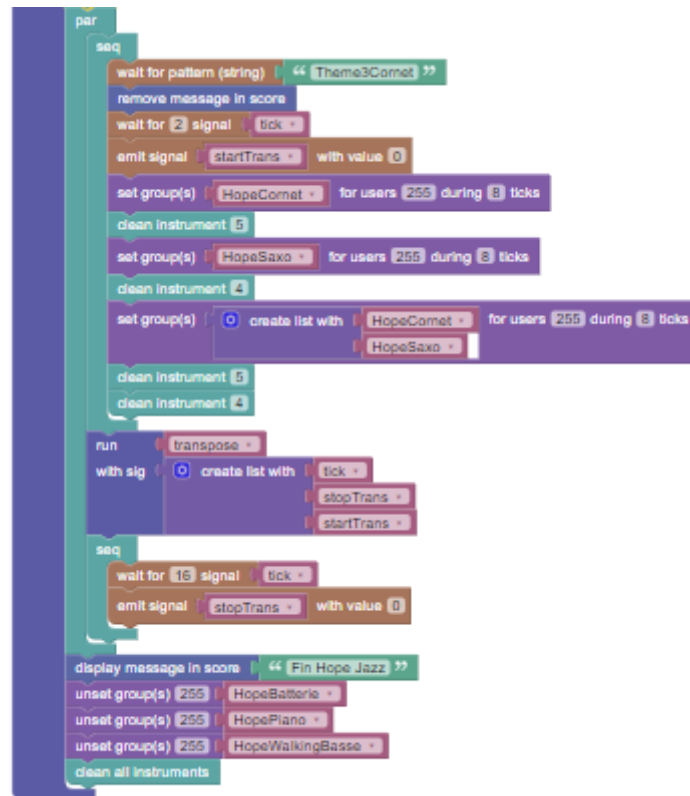 par
seq
wait for pattern (string) “ Theme3Cornet ”
remove message in score
wait for 2 signal tick
emit signal startTrans with value 0
set group(s) HopeCornet for users 255 during 8 ticks
clean instrument 5
set group(s) HopeSaxo for users 255 during 8 ticks
clean instrument 4
set group(s) create list with HopeCornet for users 255 during 8 ticks
HopeSaxo
clean instrument 5
clean instrument 4
run transpose
with sig create list with tick
stopTrans
startTrans
seq
wait for 16 signal tick
emit signal stopTrans with value 0
display message in score “ Fin Hope Jazz ”
unset group(s) 255 HopeBatterie
unset group(s) 255 HopePiano
unset group(s) 255 HopeWalkingBasse
clean all instruments